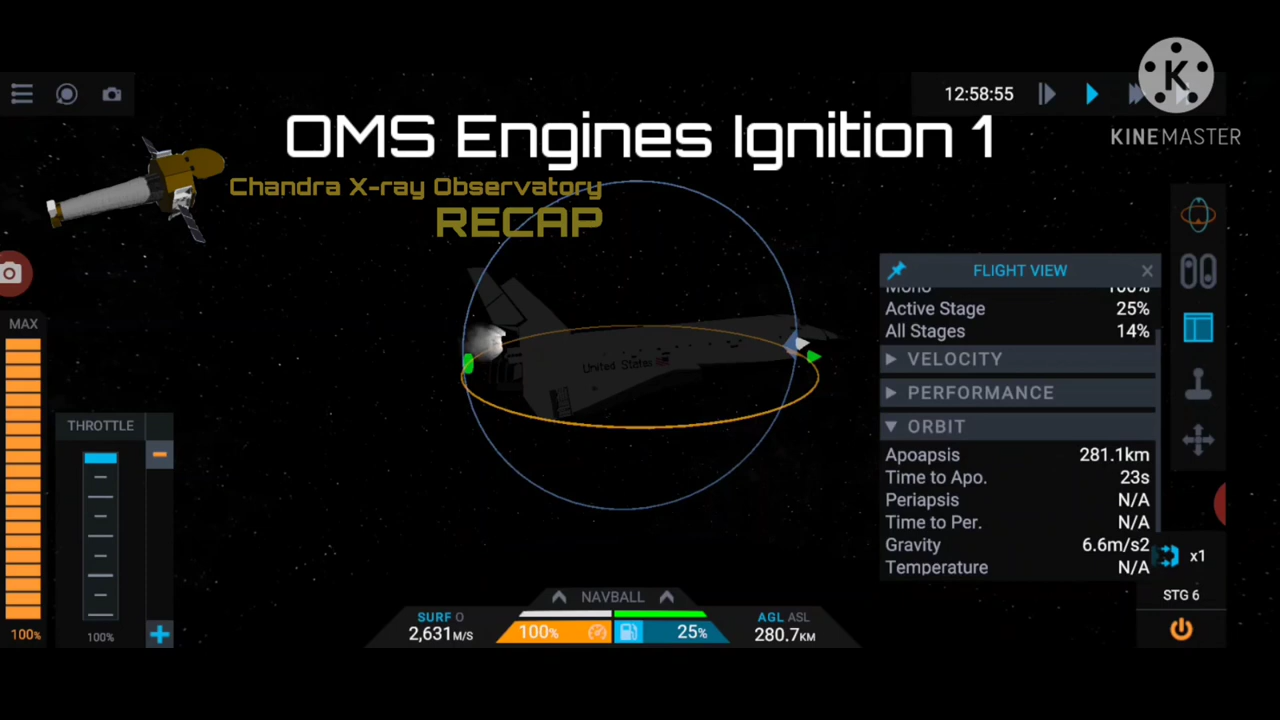 12:58:55
K
KINEMASTER
OMS Engines Ignition 1
Chandra X-ray Observatory
RECAP
FLIGHT VIEW
Mono 100%
Active Stage 25%
All Stages 14%
VELOCITY
PERFORMANCE
ORBIT
Apoapsis 281.1km
Time to Apo. 23s
Periapsis N/A
Time to Per. N/A
Gravity 6.6m/s2
Temperature N/A
MAX
100%
THROTTLE
100%
United States
x1
STG 6
NAVBALL
SURF O
2,631M/S
100%
25%
AGL ASL
280.7KM